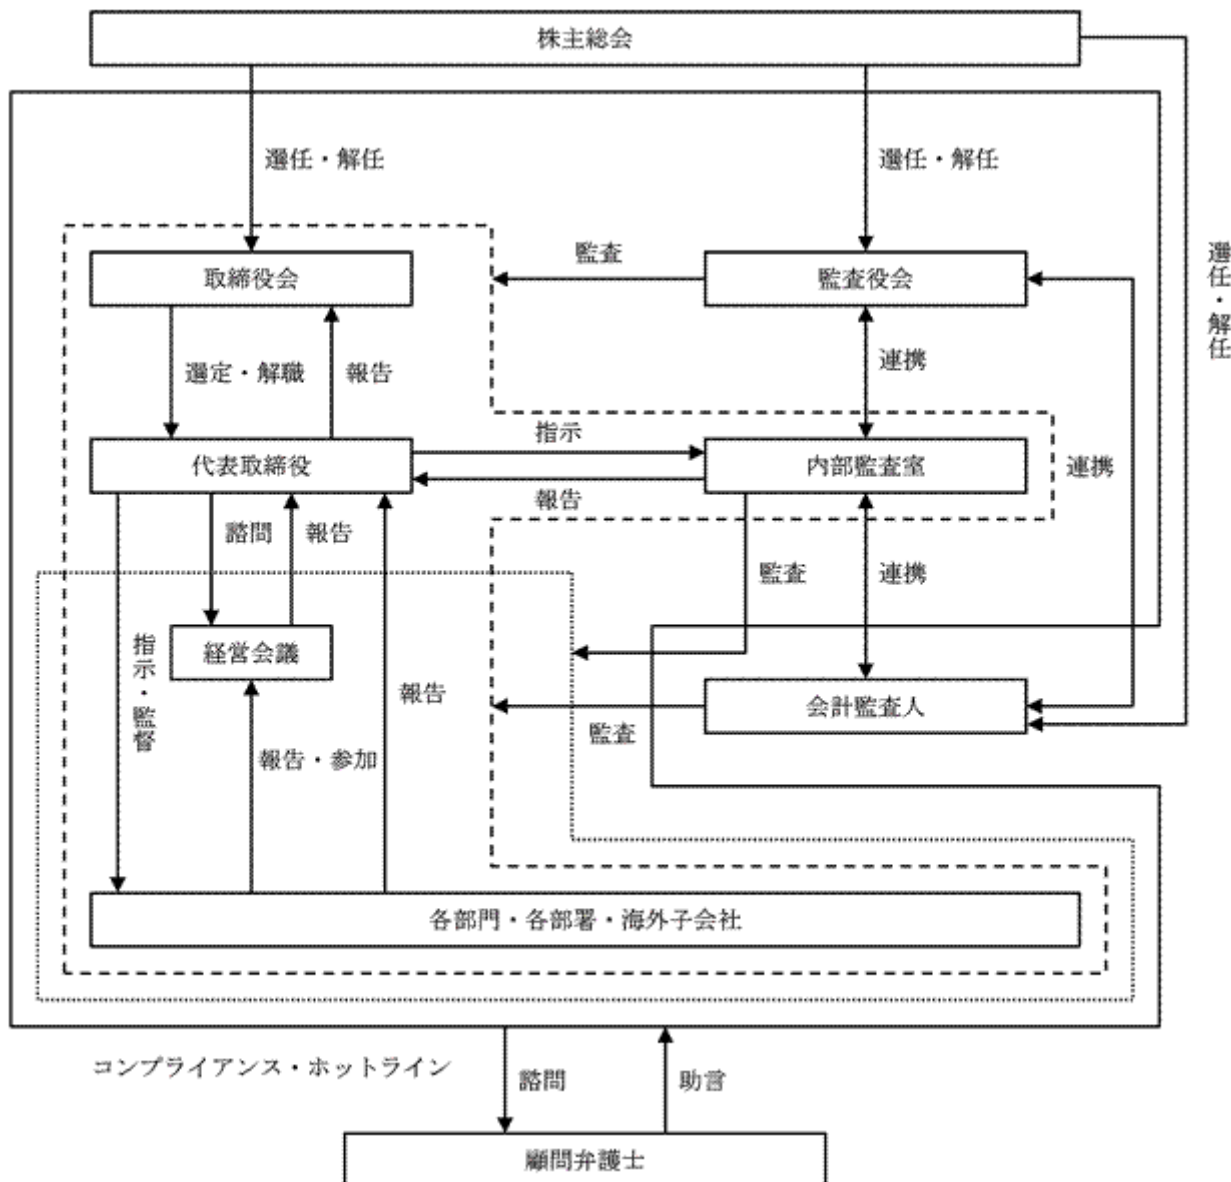 株主総会
選任・解任
選任・解任
選任・解任
取締役会
監査
監査役会
選定・解職
報告
連携
指示
代表取締役
内部監査室
連携
報告
諮問
報告
監査
連携
指示・監督
経営会議
報告
会計監査人
監査
報告・参加
各部門・各部署・海外子会社
コンプライアンス・ホットライン
諮問
助言
顧問弁護士